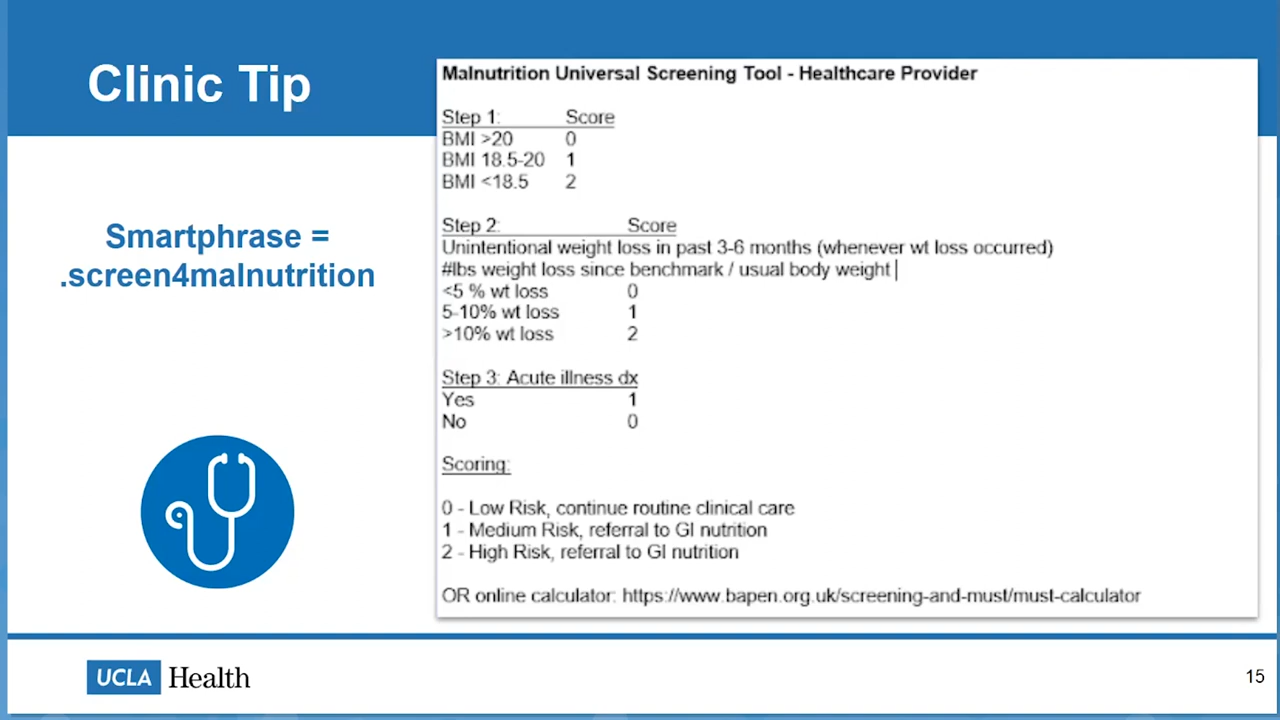 Clinic Tip
Smartphrase =
.screen4malnutrition
Malnutrition Universal Screening Tool - Healthcare Provider
Step 1: Score
BMI >20 0
BMI 18.5-20 1
BMI <18.5 2
Step 2: Score
Unintentional weight loss in past 3-6 months (whenever wt loss occurred)
#lbs weight loss since benchmark / usual body weight
<5 % wt loss 0
5-10% wt loss 1
>10% wt loss 2
Step 3: Acute illness dx
Yes 1
No 0
Scoring:
0 - Low Risk, continue routine clinical care
1 - Medium Risk, referral to GI nutrition
2 - High Risk, referral to GI nutrition
OR online calculator: https://www.bapen.org.uk/screening-and-must/must-calculator
UCLA Health
15